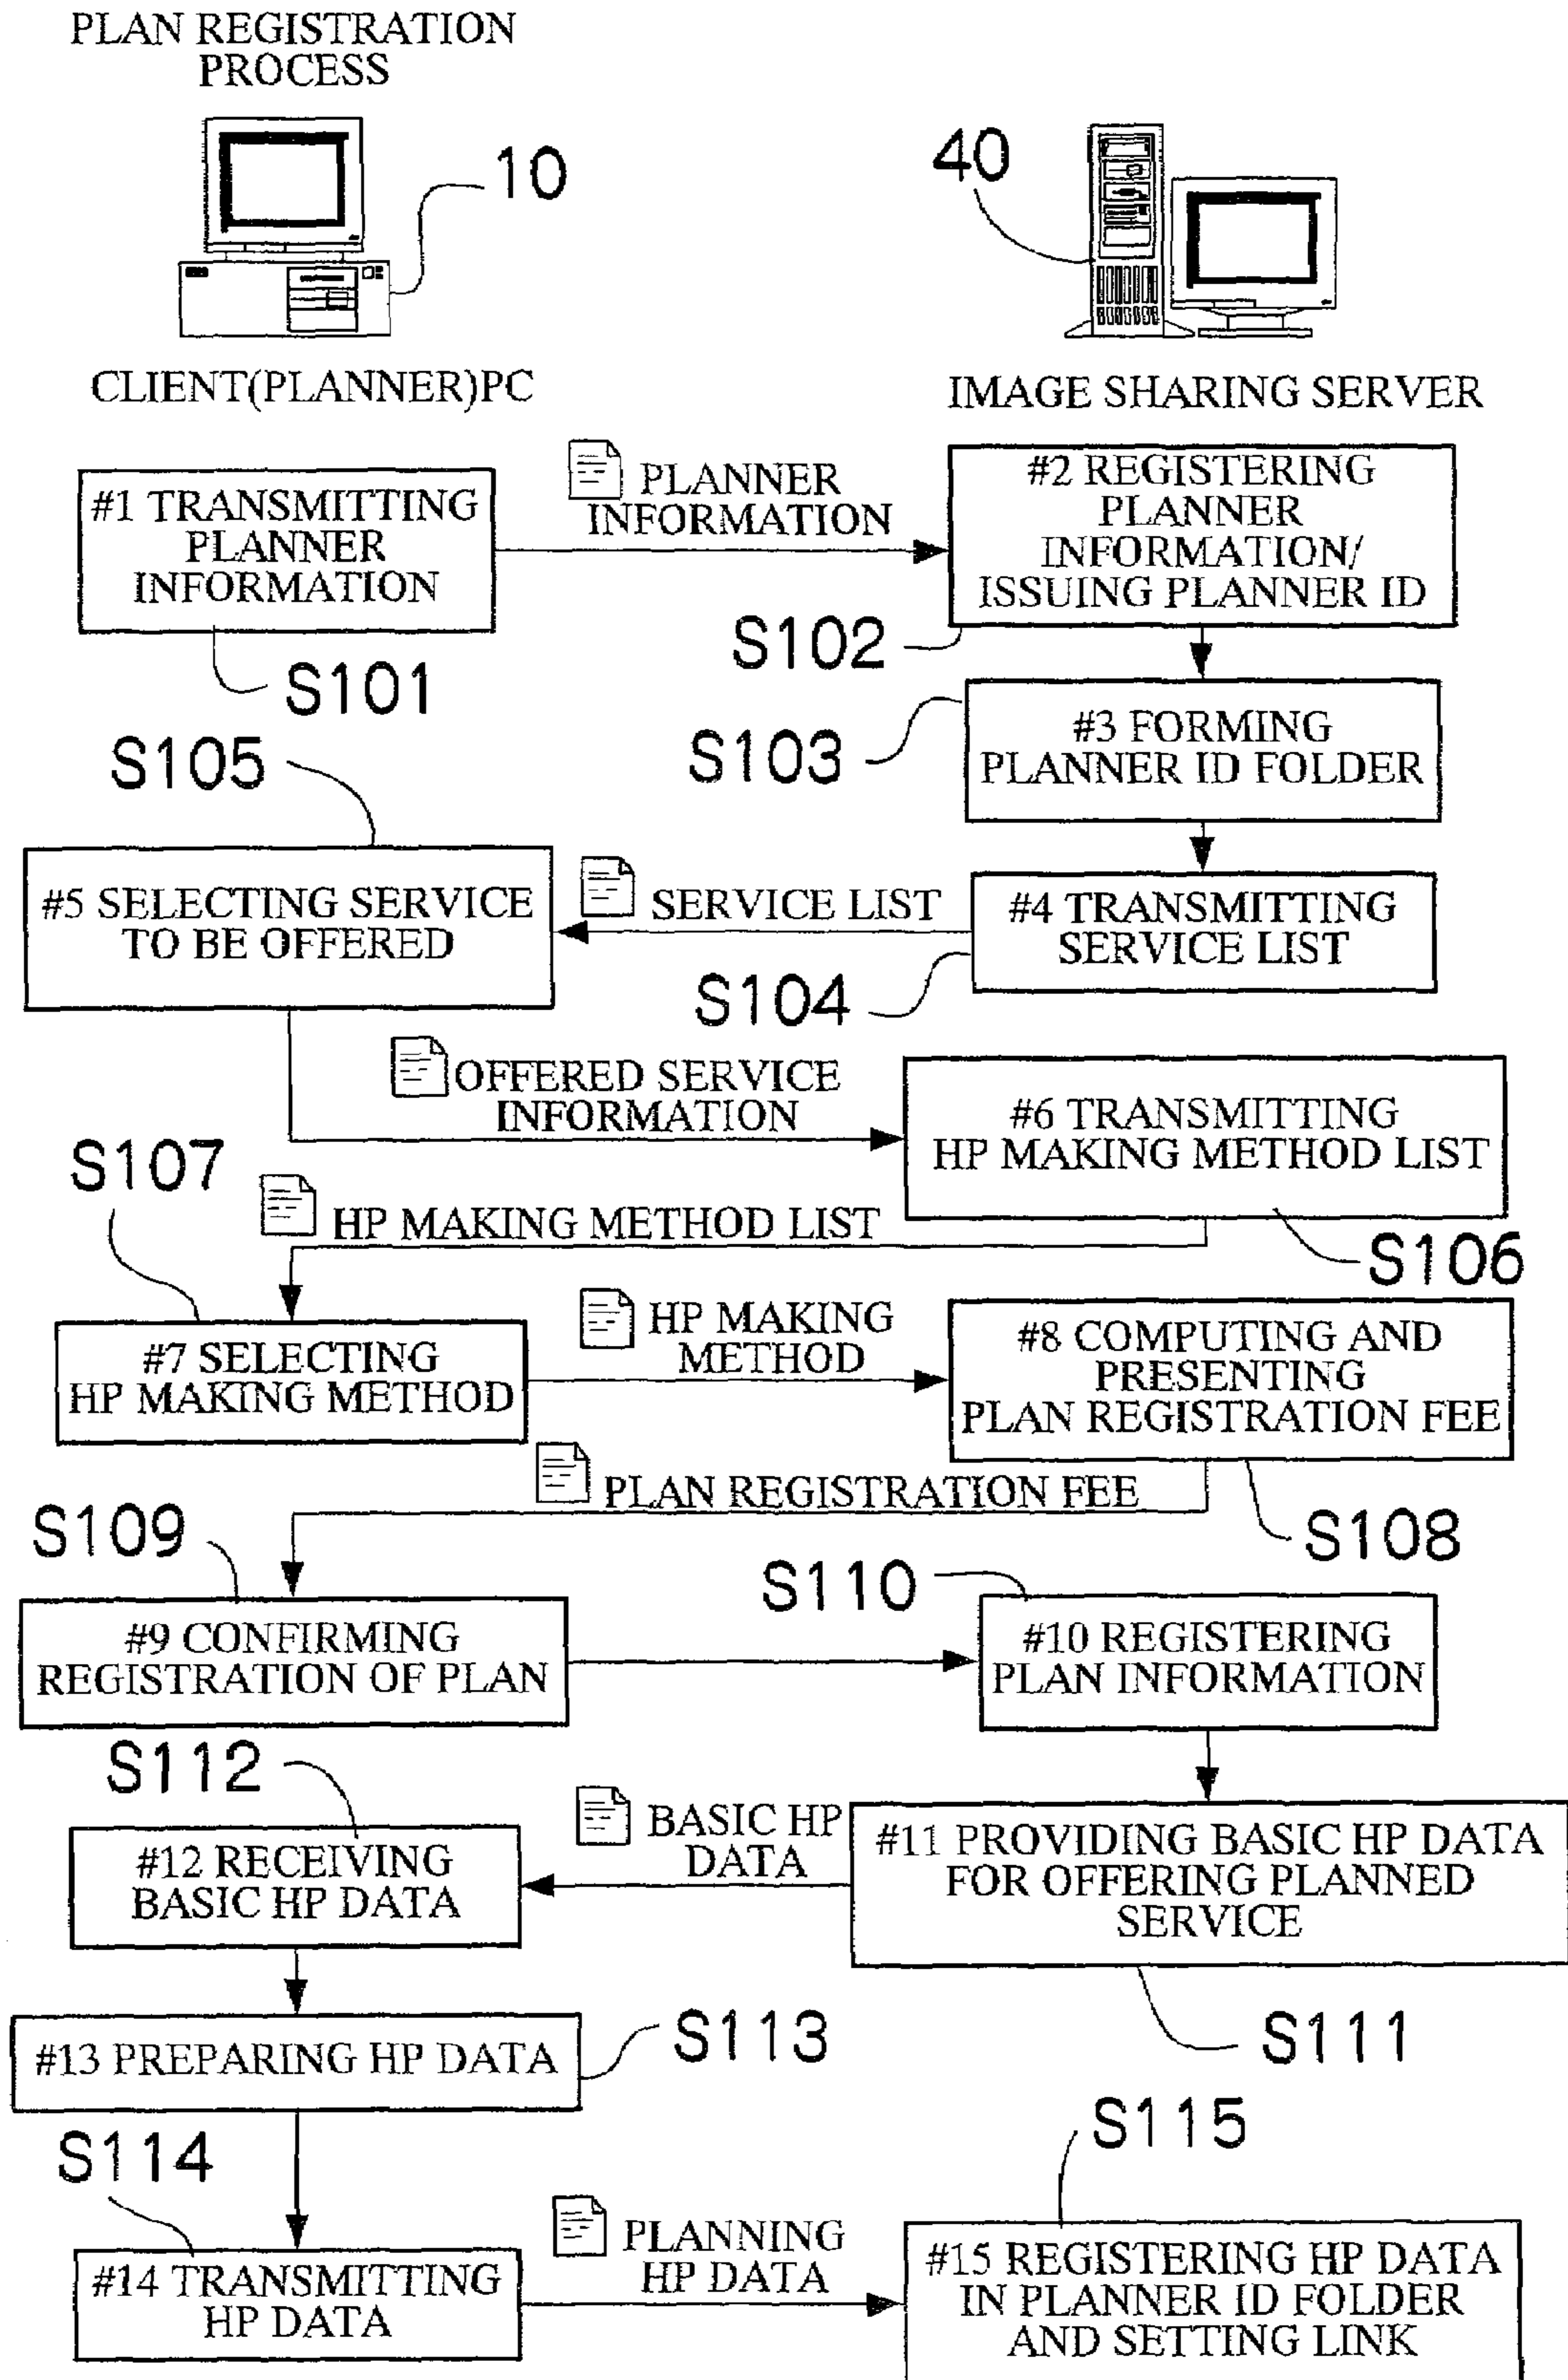 PLAN REGISTRATION
PROCESS
10
40
CLIENT(PLANNER)PC
IMAGE SHARING SERVER
#1 TRANSMITTING
PLANNER
INFORMATION
S101
PLANNER
INFORMATION
#2 REGISTERING
PLANNER
INFORMATION/
ISSUING PLANNER ID
S102
#3 FORMING
PLANNER ID FOLDER
S103
#4 TRANSMITTING
SERVICE LIST
S104
SERVICE LIST
S105
#5 SELECTING SERVICE
TO BE OFFERED
OFFERED SERVICE
INFORMATION
#6 TRANSMITTING
HP MAKING METHOD LIST
S106
HP MAKING METHOD LIST
S107
#7 SELECTING
HP MAKING METHOD
HP MAKING
METHOD
#8 COMPUTING AND
PRESENTING
PLAN REGISTRATION FEE
S108
PLAN REGISTRATION FEE
S109
#9 CONFIRMING
REGISTRATION OF PLAN
S110
#10 REGISTERING
PLAN INFORMATION
#11 PROVIDING BASIC HP DATA
FOR OFFERING PLANNED
SERVICE
S111
BASIC HP
DATA
S112
#12 RECEIVING
BASIC HP DATA
#13 PREPARING HP DATA
S113
S114
#14 TRANSMITTING
HP DATA
PLANNING
HP DATA
S115
#15 REGISTERING HP DATA
IN PLANNER ID FOLDER
AND SETTING LINK